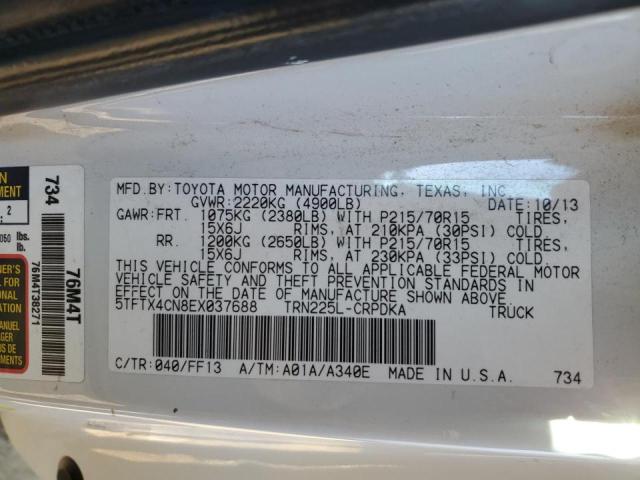 MFD.BY:TOYOTA MOTOR MANUFACTURING, TEXAS, INC.
GVWR:2220KG (4900LB) DATE:10/13
GAWR:FRT. 1075KG (2380LB) WITH P215/70R15 TIRES,
15X6J RIMS, AT 210KPA (30PSI) COLD
RR. 1200KG (2650LB) WITH P215/70R15 TIRES,
15X6J RIMS, AT 230KPA (33PSI) COLD
THIS VEHICLE CONFORMS TO ALL APPLICABLE FEDERAL MOTOR
VEHICLE SAFETY AND THEFT PREVENTION STANDARDS IN
EFFECT ON THE DATE OF MANUFACTURE SHOWN ABOVE.
5TFTX4CN8EX037688 TRN225L-CRPDKA TRUCK
C/TR:040/FF13 A/TM:A01A/A340E MADE IN U.S.A. 734
734
76M4T
76M4T38271
2
050 lbs.